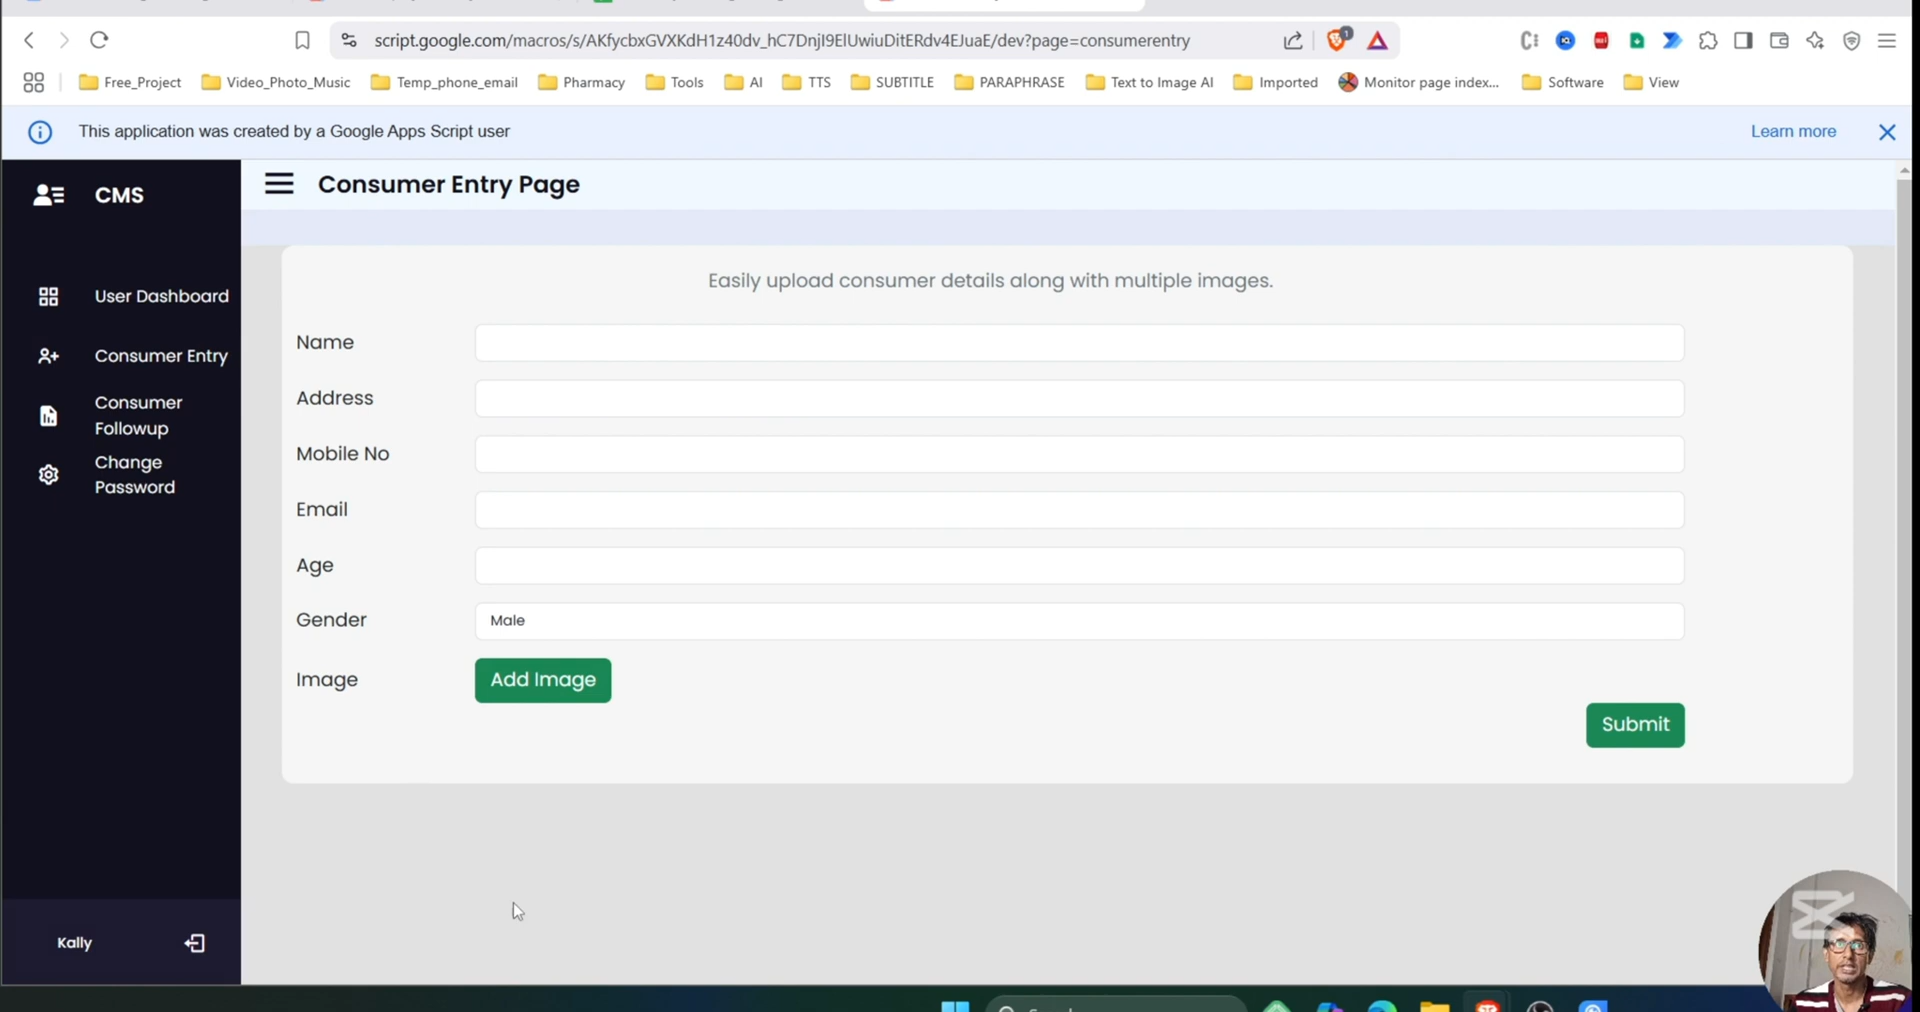 script.google.com/macros/s/AKfycbxGVXKdH1z40dv_hC7DnjI9ElUwiuDitERdv4EJuaE/dev?page=consumerentry
1
Free_Project
Video_Photo_Music
Temp_phone_email
Pharmacy
Tools
AI
TTS
SUBTITLE
PARAPHRASE
Text to Image AI
Imported
Monitor page index...
Software
View
This application was created by a Google Apps Script user
Learn more
CMS
Consumer Entry Page
User Dashboard
Consumer Entry
Consumer
Followup
Change
Password
Easily upload consumer details along with multiple images.
Name
Address
Mobile No
Email
Age
Gender
Male
Image
Add Image
Submit
Kally